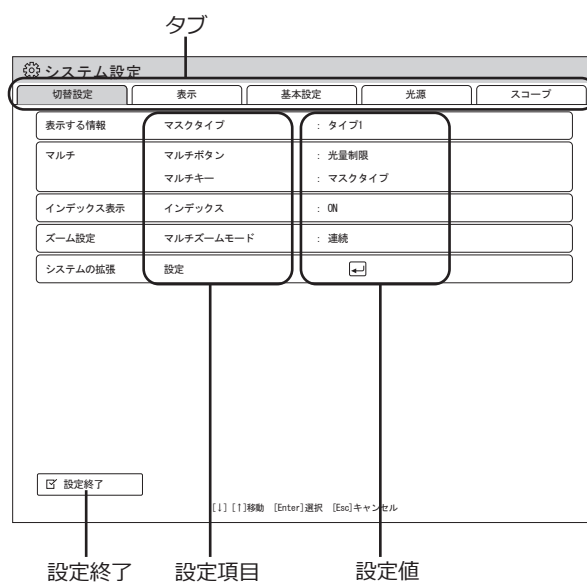 タブ
システム設定
切替設定 表示 基本設定 光源 スコープ
表示する情報 マスクタイプ : タイプ1
マルチ マルチボタン : 光量制限
マルチキー : マスクタイプ
インデックス表示 インデックス : ON
ズーム設定 マルチズームモード : 連続
システムの拡張 設定
設定終了
[↓] [↑]移動 [Enter]選択 [Esc]キャンセル
設定終了 設定項目 設定値